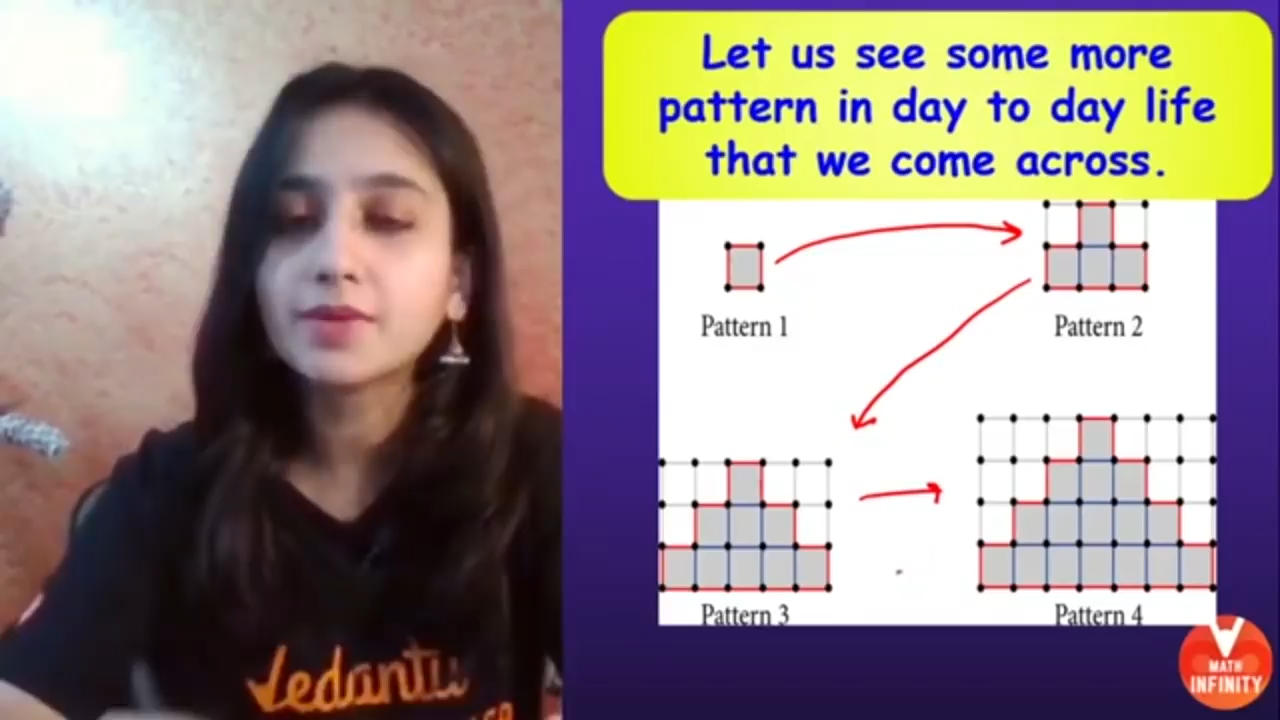 Let us see some more
pattern in day to day life
that we come across.
Pattern 1
Pattern 2
Pattern 3
Pattern 4
Vedantu
MATH
INFINITY